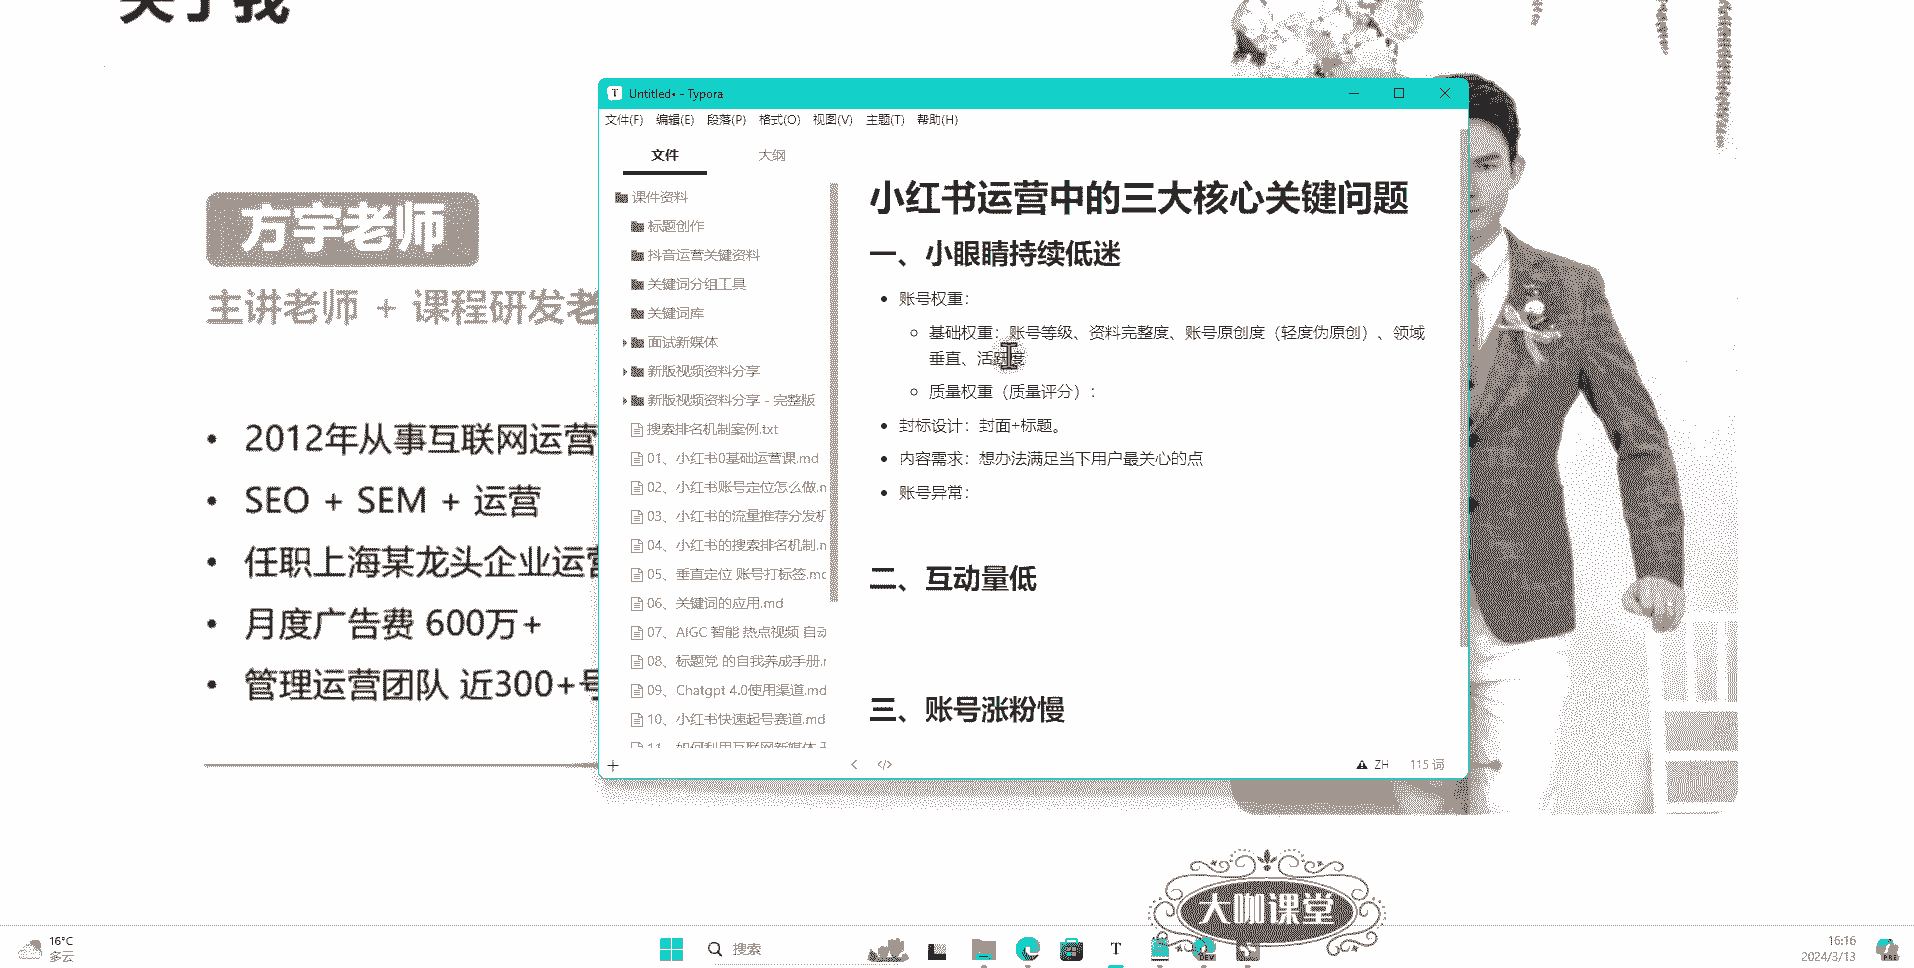 关于我
方宇老师
主讲老师 + 课程研发老
2012年从事互联网运营
SEO + SEM + 运营
任职上海某龙头企业运营
月度广告费 600万+
管理运营团队 近300+号
Untitled• - Typora
文件(F) 编辑(E) 段落(P) 格式(O) 视图(V) 主题(T) 帮助(H)
文件 大纲
课件资料
标题创作
抖音运营关键资料
关键词分组工具
关键词库
面试新媒体
新版视频资料分享
新版视频资料分享 - 完整版
搜索排名机制案例.txt
01、小红书0基础运营课.md
02、小红书账号定位怎么做.n
03、小红书的流量推荐分发机
04、小红书的搜索排名机制.n
05、垂直定位 账号打标签.mc
06、关键词的应用.md
07、AIGC 智能 热点视频 自动
08、标题党 的自我养成手册.r
09、Chatgpt 4.0使用渠道.md
10、小红书快速起号赛道.md
11、如何利用互联网新媒体
小红书运营中的三大核心关键问题
一、小眼睛持续低迷
账号权重：
基础权重：账号等级、资料完整度、账号原创度（轻度伪原创）、领域
垂直、活跃度
质量权重（质量评分）：
封标设计：封面+标题。
内容需求：想办法满足当下用户最关心的点
账号异常：
二、互动量低
三、账号涨粉慢
ZH 115 词
大咖课堂
16°C
多云
搜索
T
DEV
16:16
2024/3/13
PRE